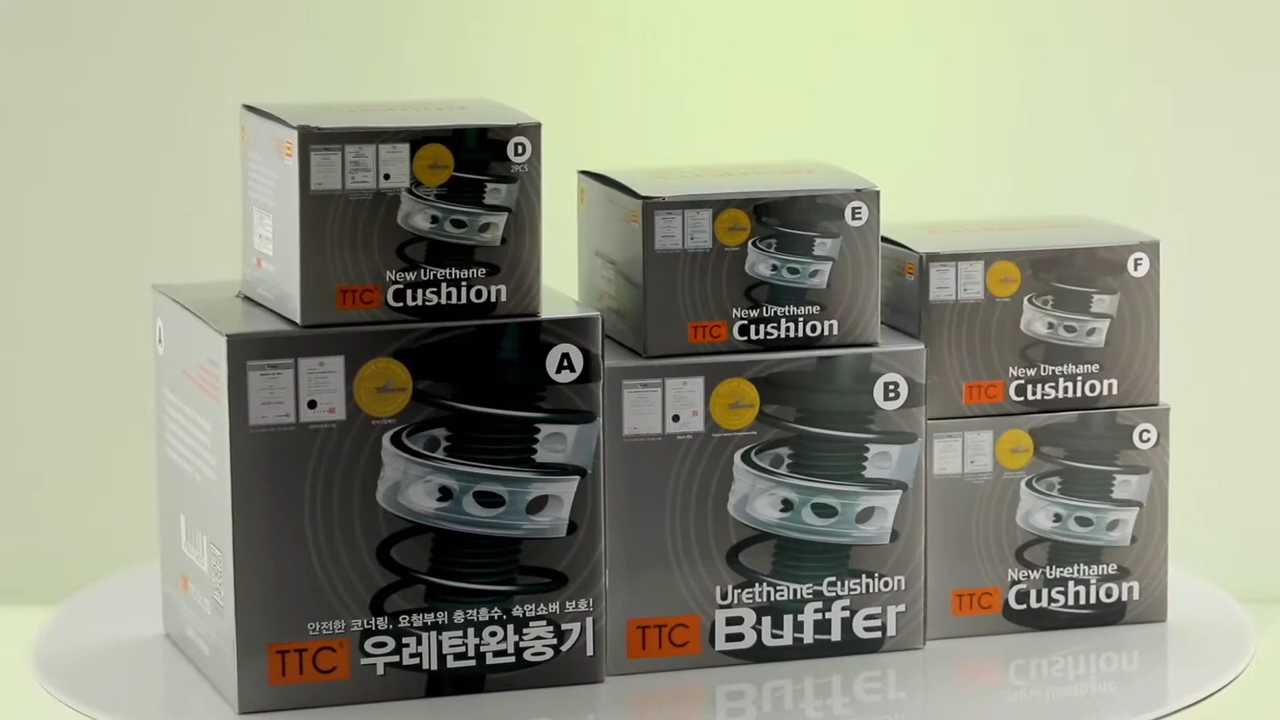 D
2PCS
New Urethane
TTC Cushion
E
New Urethane
TTC Cushion
F
New Urethane
TTC Cushion
A
A
안전한 코너링, 요철부위 충격흡수, 쇽업쇼버 보호!
TTC 우레탄완충기
B
Urethane Cushion
TTC Buffer
C
New Urethane
TTC Cushion